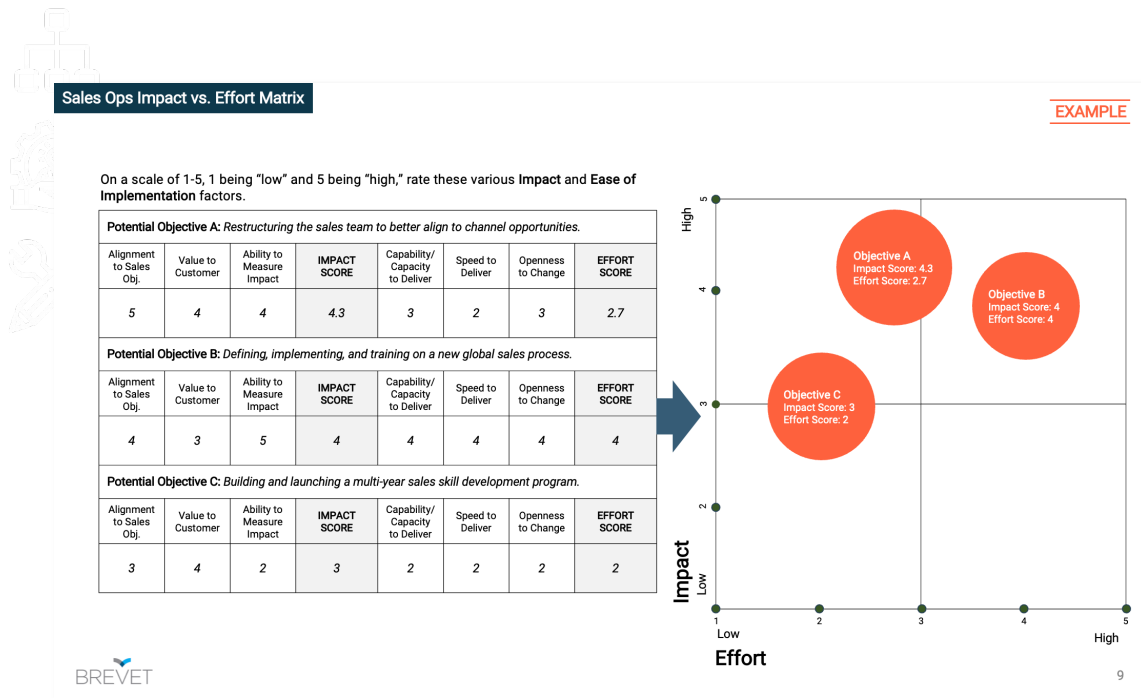 Sales Ops Impact vs. Effort Matrix
EXAMPLE
On a scale of 1-5, 1 being “low” and 5 being “high,” rate these various Impact and Ease of
Implementation factors.
Potential Objective A: Restructuring the sales team to better align to channel opportunities.
Alignment to Sales Obj. Value to Customer Ability to Measure Impact IMPACT SCORE Capability/ Capacity to Deliver Speed to Deliver Openness to Change EFFORT SCORE
5 4 4 4.3 3 2 3 2.7
Potential Objective B: Defining, implementing, and training on a new global sales process.
Alignment to Sales Obj. Value to Customer Ability to Measure Impact IMPACT SCORE Capability/ Capacity to Deliver Speed to Deliver Openness to Change EFFORT SCORE
4 3 5 4 4 4 4 4
Potential Objective C: Building and launching a multi-year sales skill development program.
Alignment to Sales Obj. Value to Customer Ability to Measure Impact IMPACT SCORE Capability/ Capacity to Deliver Speed to Deliver Openness to Change EFFORT SCORE
3 4 2 3 2 2 2 2
5
High
4
3
2
Low
Impact
Objective A
Impact Score: 4.3
Effort Score: 2.7
Objective B
Impact Score: 4
Effort Score: 4
Objective C
Impact Score: 3
Effort Score: 2
1 2 3 4 5
Low
High
Effort
BREVET
9